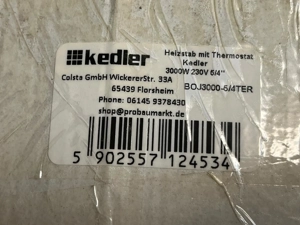 kedler
Heizstab mit Thermostat
Kedler
3000W 230V 6/4"
Colsta GmbH WickererStr. 33A
65439 Florsheim
BOJ3000-6/4TER
Phone: 06145 9378430
shop@probaumarkt.de
5 902557 124534